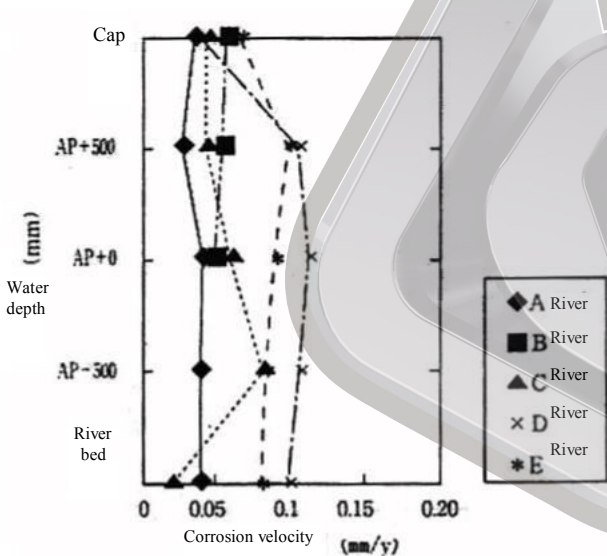 Cap
AP+500
AP+0
AP-500
(mm)
Water
depth
River
bed
0
0.05
0.1
0.15
0.20
Corrosion velocity
(mm/y)
A River
B River
C River
D River
E River